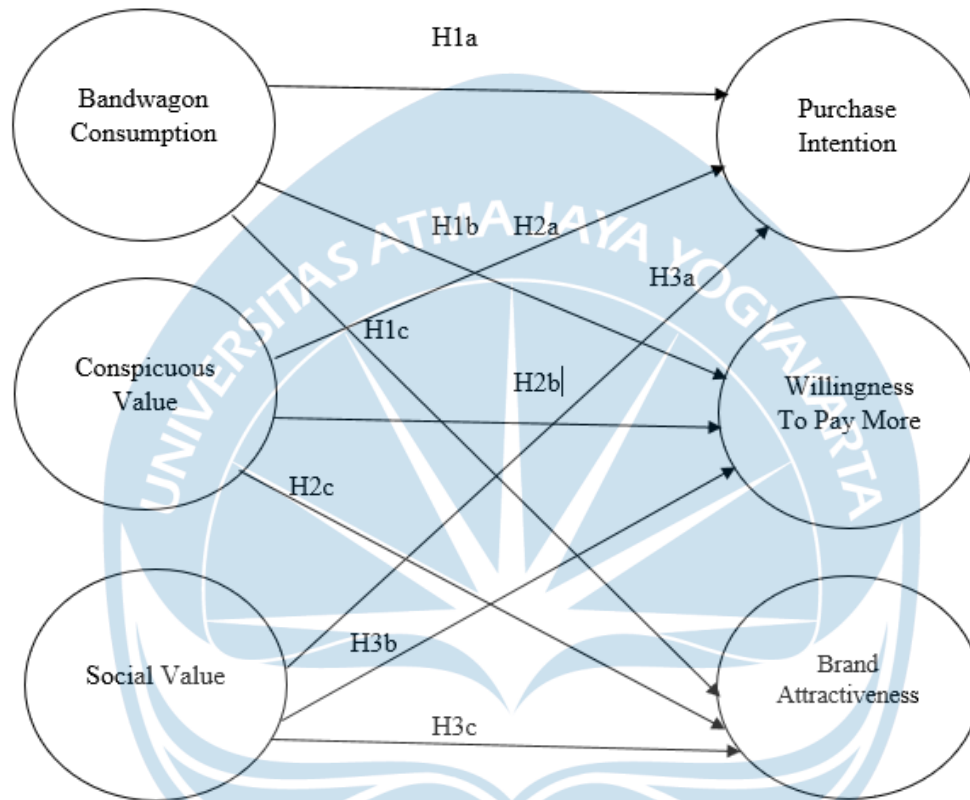 H1a
Bandwagon
Consumption
Purchase
Intention
UNIVERSITAS ATMA JAYA YOGYAKARTA
H1b
H2a
H3a
H1c
Conspicuous
Value
H2b
Willingness
To Pay More
H2c
H3b
Social Value
Brand
Attractiveness
H3c